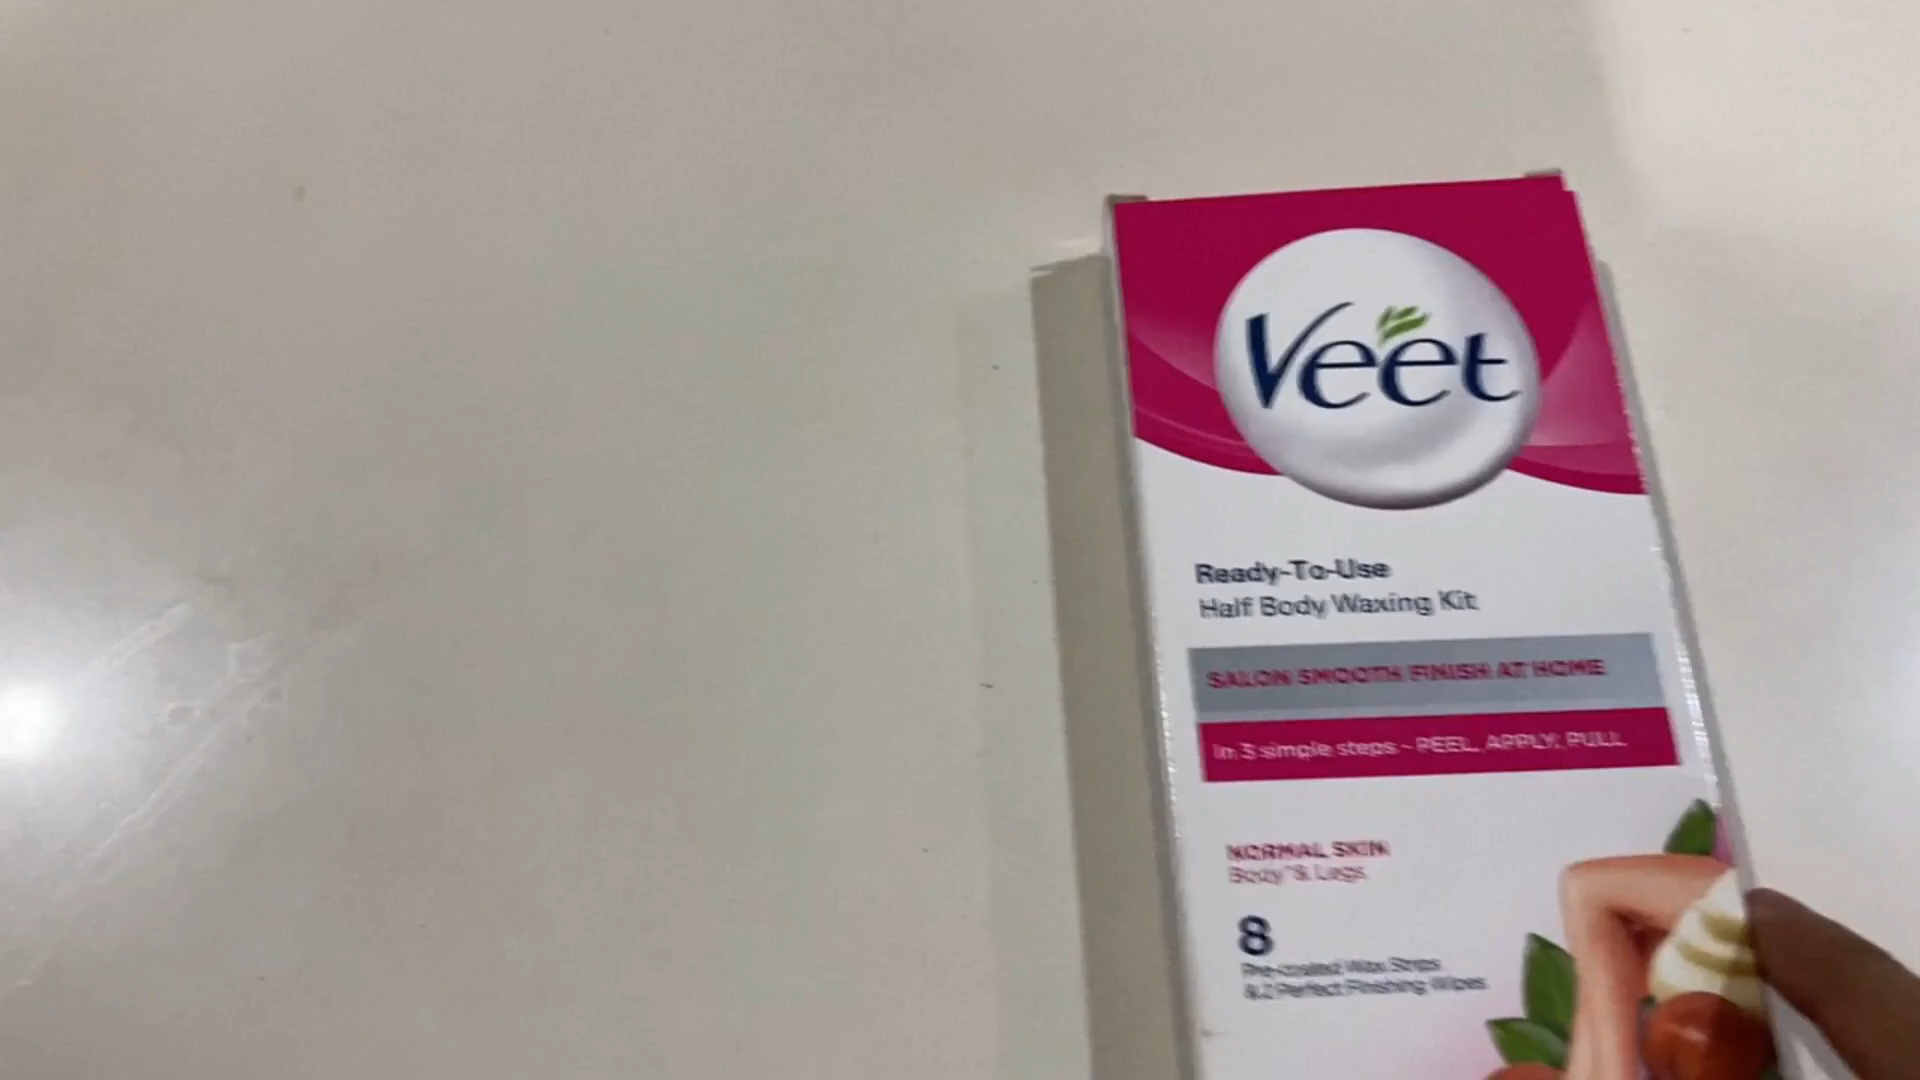 Veet
Ready-To-Use
Half Body Waxing Kit
SALON SMOOTH FINISH AT HOME
In 3 simple steps - PEEL, APPLY, PULL
NORMAL SKIN
Body & Legs
8
Pre-coated Wax Strips
& 2 Perfect Finishing Wipes